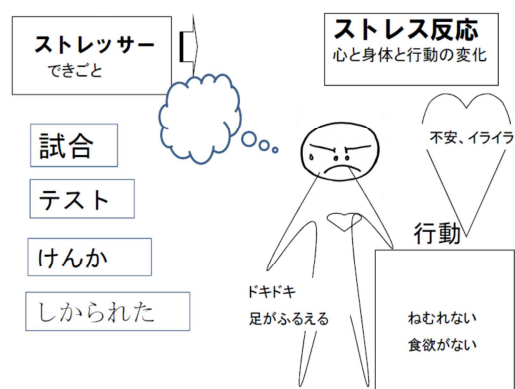 ストレッサー
できごと
試合
テスト
けんか
しかられた
ストレス反応
心と身体と行動の変化
不安、イライラ
ドキドキ
足がふるえる
行動
ねむれない
食欲がない